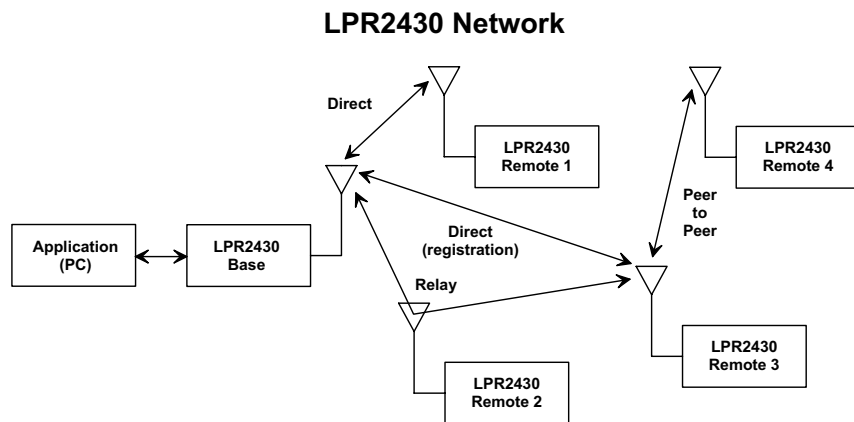 LPR2430 Network
Direct
LPR2430
Remote 1
LPR2430
Remote 4
Peer
to
Peer
Application
(PC)
LPR2430
Base
Direct
(registration)
Relay
LPR2430
Remote 3
LPR2430
Remote 2